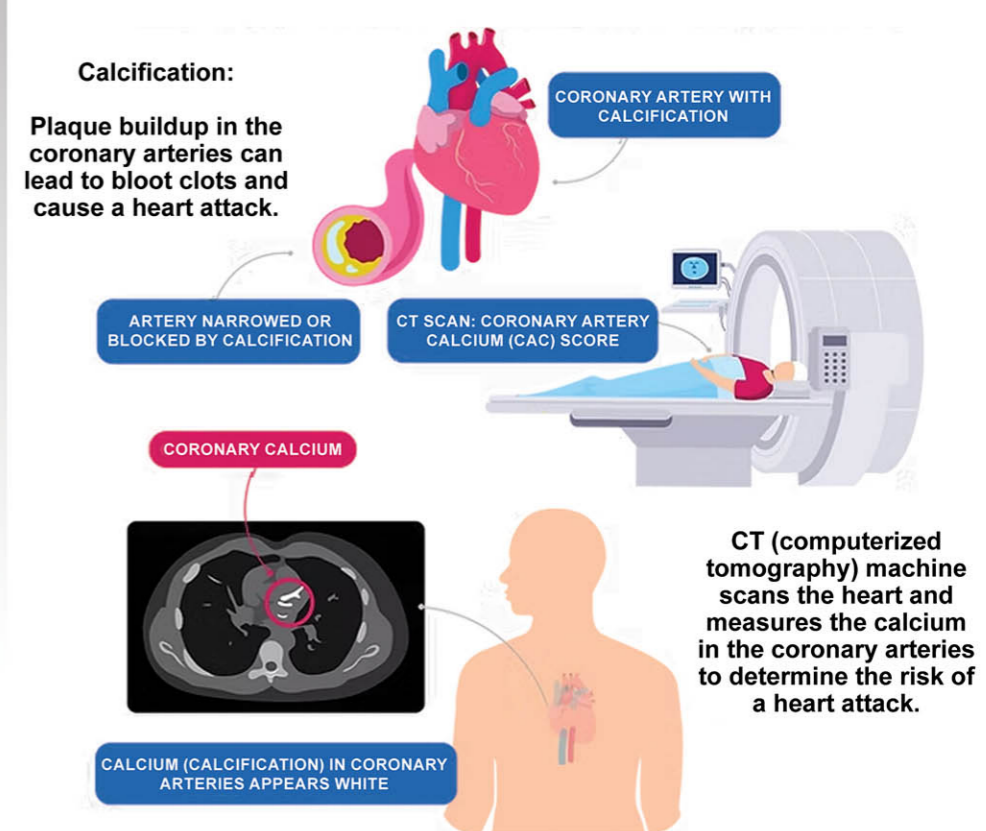 Calcification:
Plaque buildup in the
coronary arteries can
lead to bloot clots and
cause a heart attack.
CORONARY ARTERY WITH
CALCIFICATION
ARTERY NARROWED OR
BLOCKED BY CALCIFICATION
CT SCAN: CORONARY ARTERY
CALCIUM (CAC) SCORE
CORONARY CALCIUM
CT (computerized
tomography) machine
scans the heart and
measures the calcium
in the coronary arteries
to determine the risk of
a heart attack.
CALCIUM (CALCIFICATION) IN CORONARY
ARTERIES APPEARS WHITE